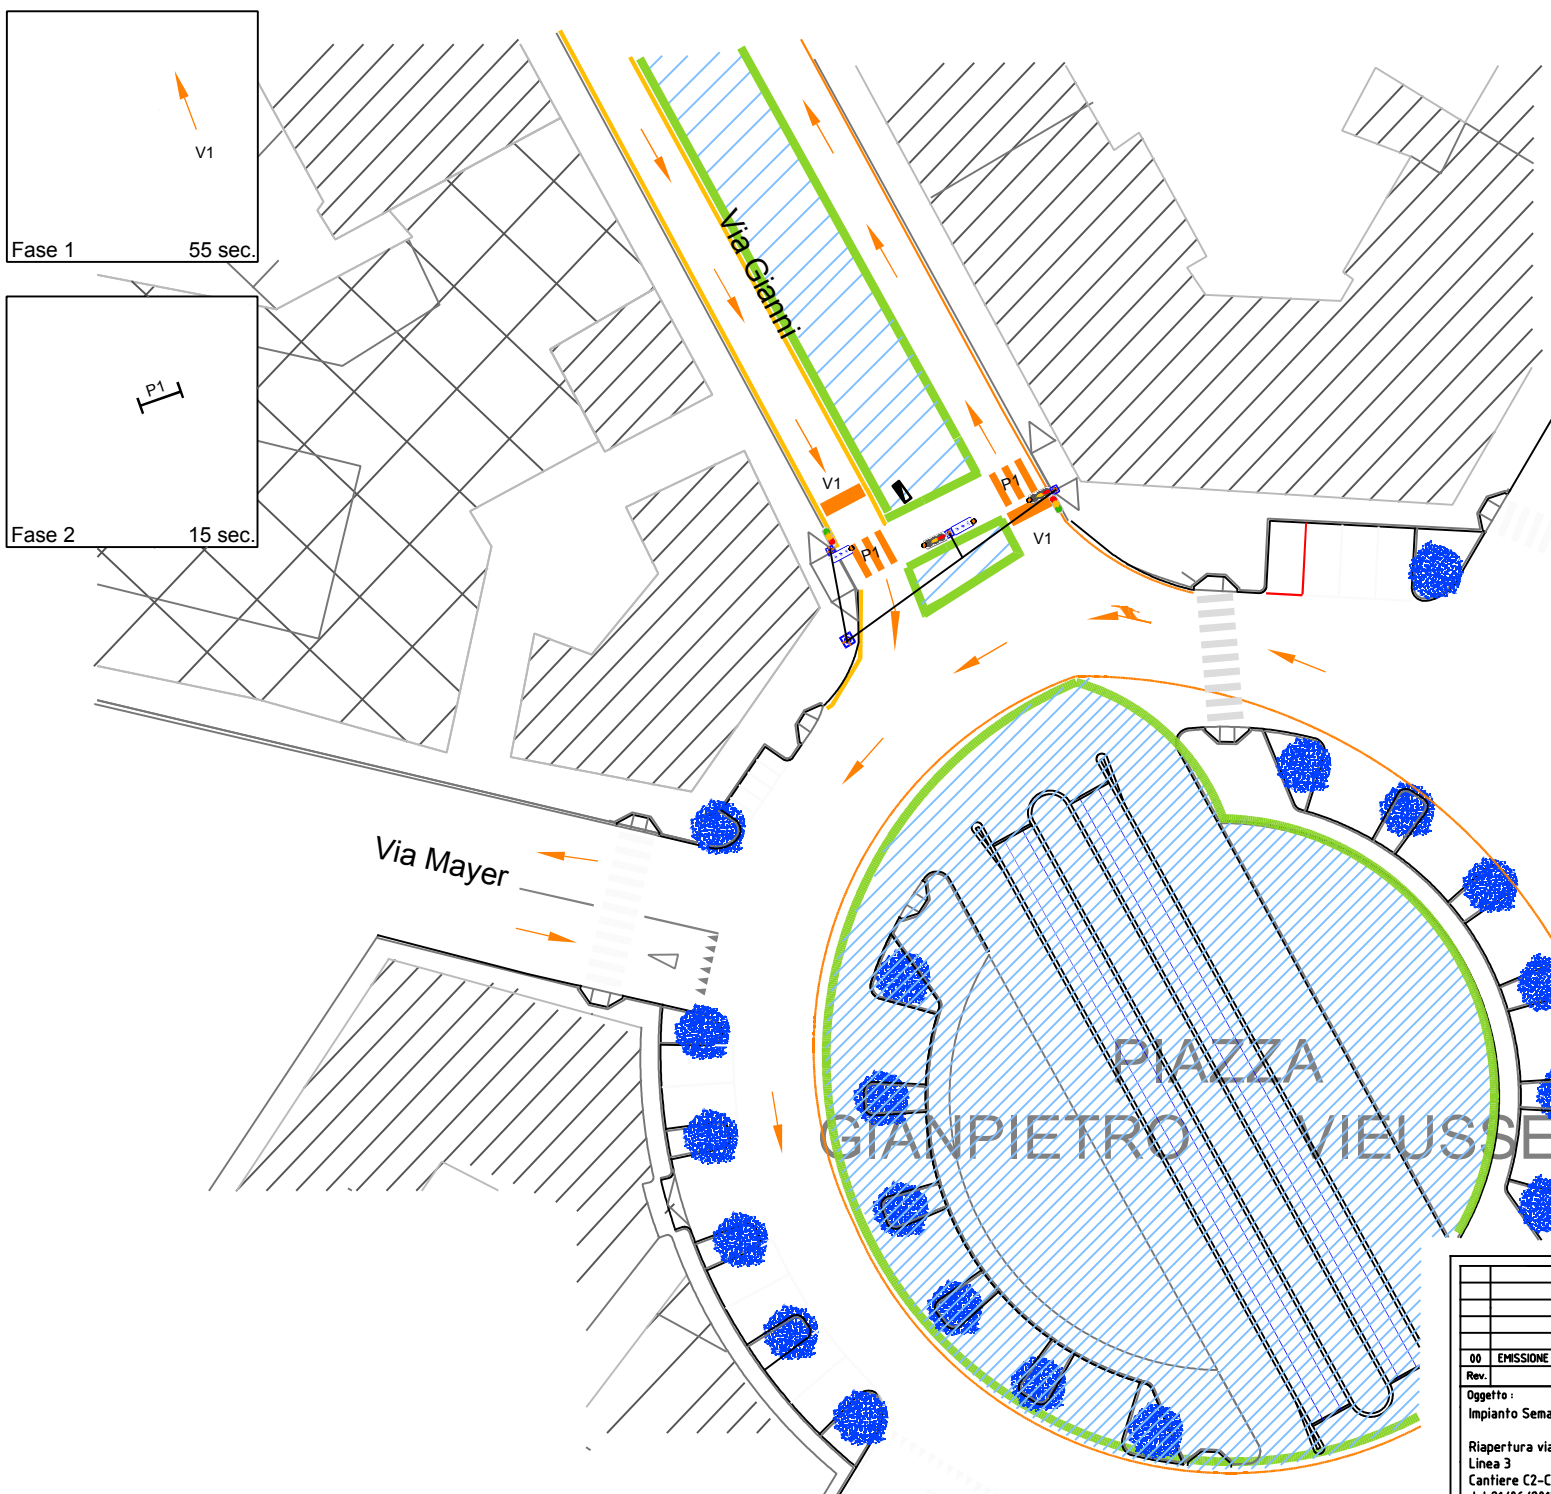 V1
Fase 1 55 sec.
P1
Fase 2 15 sec.
Via Gianni
V1
P1
P1
V1
Via Mayer
PIAZZA
GIANPIETRO VIEUSSE
00 EMISSIONE
Rev.
Oggetto :
Impianto Sema
Riapertura via
Linea 3
Cantiere C2-C